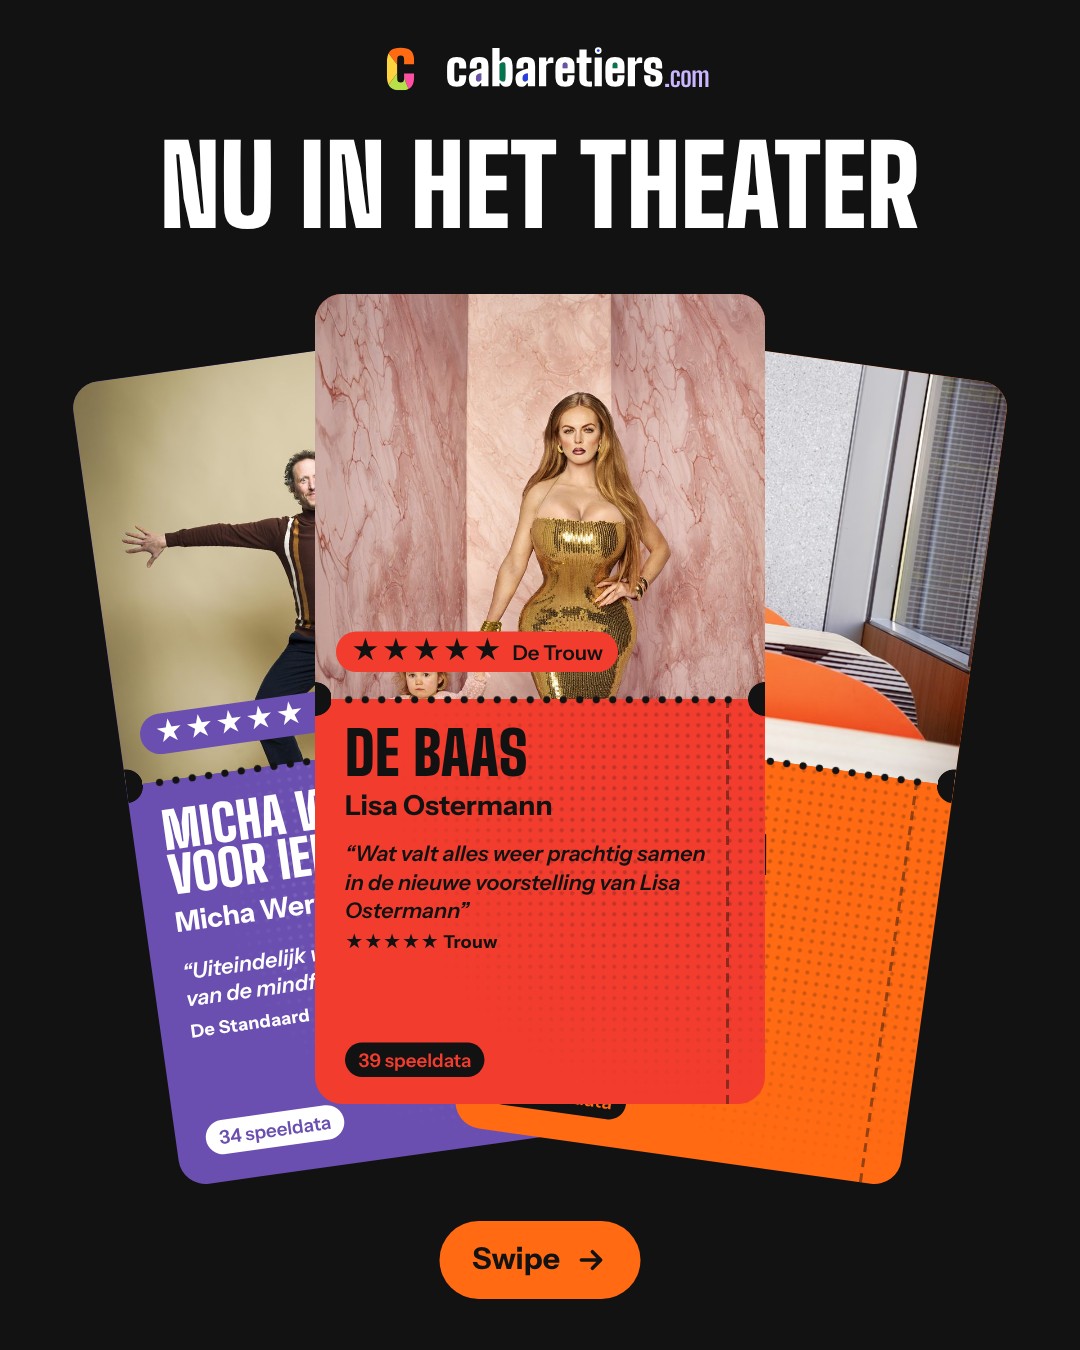 cabaretiers.com
NU IN HET THEATER
★★★★★ De Trouw
DE BAAS
Lisa Ostermann
“Wat valt alles weer prachtig samen
in de nieuwe voorstelling van Lisa
Ostermann”
★★★★★ Trouw
39 speeldata
★★★★★
MICHA
VOOR
Micha Wer
“Uiteindelijk
van de mindf
De Standaard
34 speeldata
Swipe →